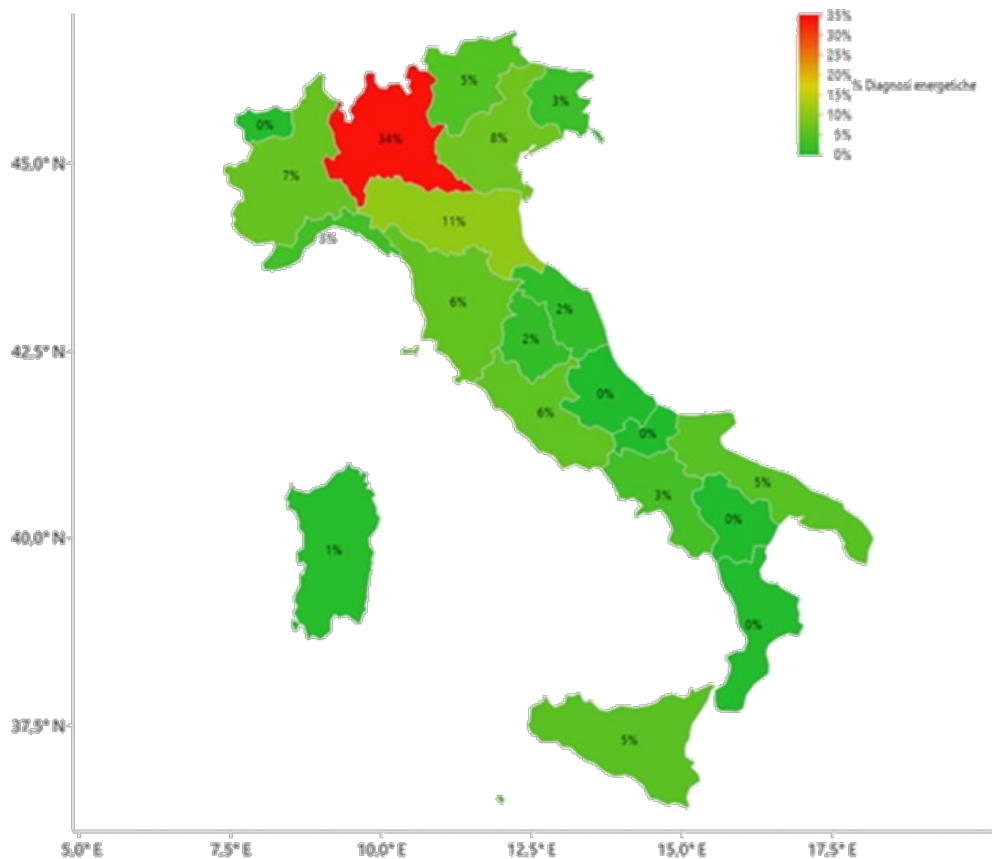 35%
30%
25%
20%
15%
10%
5%
0%
% Diagnosi energetiche
5%
3%
0%
34%
8%
7%
11%
3%
6%
2%
2%
0%
6%
0%
5%
3%
0%
1%
0%
5%
45,0° N
42,5° N
40,0° N
37,5° N
5,0° E
7,5° E
10,0° E
12,5° E
15,0° E
17,5° E